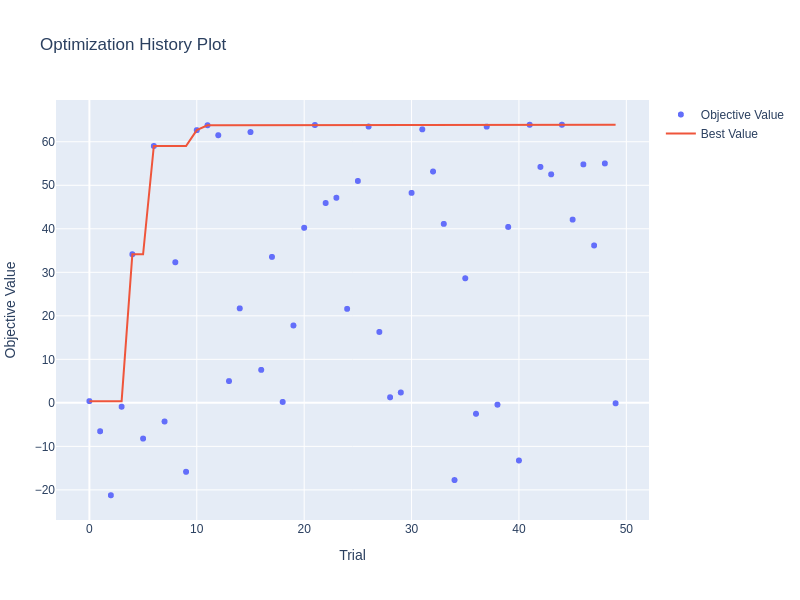 Optimization History Plot
Objective Value
Best Value
60
50
40
30
20
10
0
−10
−20
Objective Value
0 10 20 30 40 50
Trial